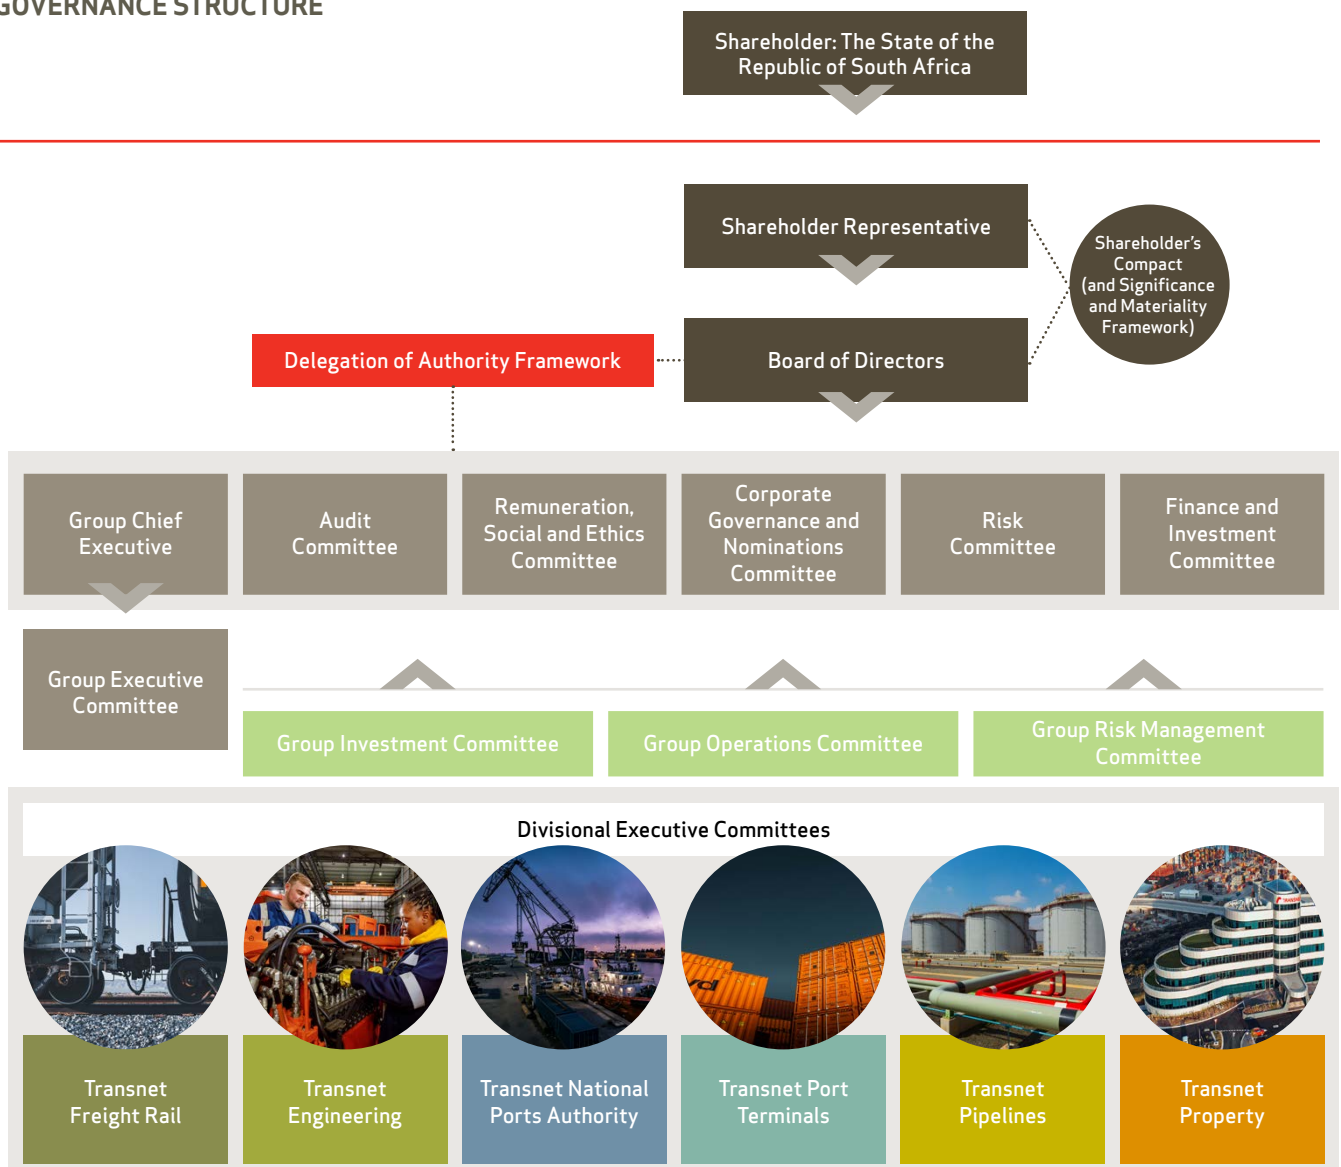 GOVERNANCE STRUCTURE
Shareholder: The State of the
Republic of South Africa
Shareholder Representative
Shareholder's
Compact
(and Significance
and Materiality
Framework)
Delegation of Authority Framework
Board of Directors
Group Chief
Executive
Audit
Committee
Remuneration,
Social and Ethics
Committee
Corporate
Governance and
Nominations
Committee
Risk
Committee
Finance and
Investment
Committee
Group Executive
Committee
Group Investment Committee
Group Operations Committee
Group Risk Management
Committee
Divisional Executive Committees
Transnet
Freight Rail
Transnet
Engineering
Transnet National
Ports Authority
Transnet Port
Terminals
Transnet
Pipelines
Transnet
Property